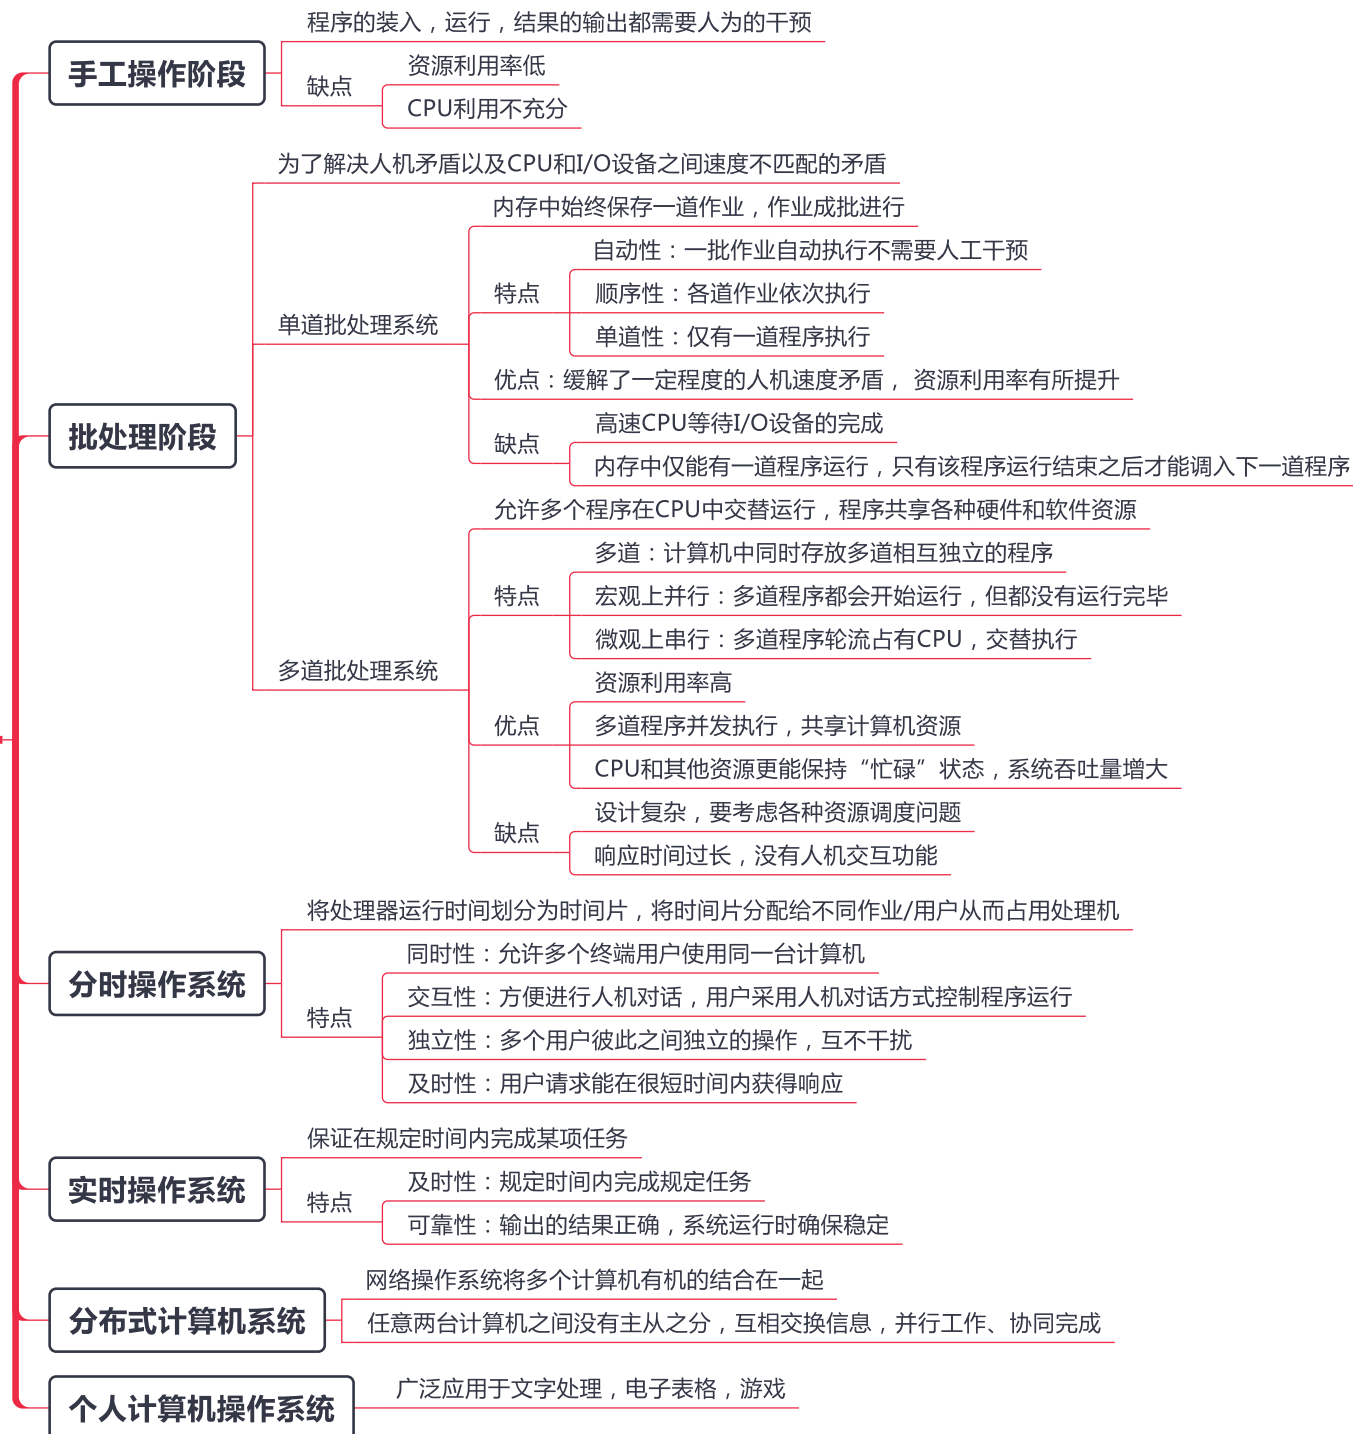 手工操作阶段
程序的装入，运行，结果的输出都需要人为的干预
缺点
资源利用率低
CPU利用不充分
批处理阶段
为了解决人机矛盾以及CPU和I/O设备之间速度不匹配的矛盾
单道批处理系统
内存中始终保存一道作业，作业成批进行
特点
自动性：一批作业自动执行不需要人工干预
顺序性：各道作业依次执行
单道性：仅有一道程序执行
优点：缓解了一定程度的人机速度矛盾， 资源利用率有所提升
缺点
高速CPU等待I/O设备的完成
内存中仅能有一道程序运行，只有该程序运行结束之后才能调入下一道程序
多道批处理系统
允许多个程序在CPU中交替运行，程序共享各种硬件和软件资源
特点
多道：计算机中同时存放多道相互独立的程序
宏观上并行：多道程序都会开始运行，但都没有运行完毕
微观上串行：多道程序轮流占有CPU，交替执行
优点
资源利用率高
多道程序并发执行，共享计算机资源
CPU和其他资源更能保持“忙碌”状态，系统吞吐量增大
缺点
设计复杂，要考虑各种资源调度问题
响应时间过长，没有人机交互功能
分时操作系统
将处理器运行时间划分为时间片，将时间片分配给不同作业/用户从而占用处理机
特点
同时性：允许多个终端用户使用同一台计算机
交互性：方便进行人机对话，用户采用人机对话方式控制程序运行
独立性：多个用户彼此之间独立的操作，互不干扰
及时性：用户请求能在很短时间内获得响应
实时操作系统
保证在规定时间内完成某项任务
特点
及时性：规定时间内完成规定任务
可靠性：输出的结果正确，系统运行时确保稳定
分布式计算机系统
网络操作系统将多个计算机有机的结合在一起
任意两台计算机之间没有主从之分，互相交换信息，并行工作、协同完成
个人计算机操作系统
广泛应用于文字处理，电子表格，游戏